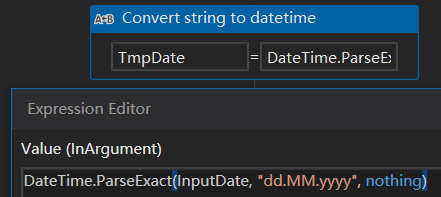 A+B Convert string to datetime
TmpDate = DateTime.ParseEx
Expression Editor
Value (InArgument)
DateTime.ParseExact(InputDate, "dd.MM.yyyy", nothing)